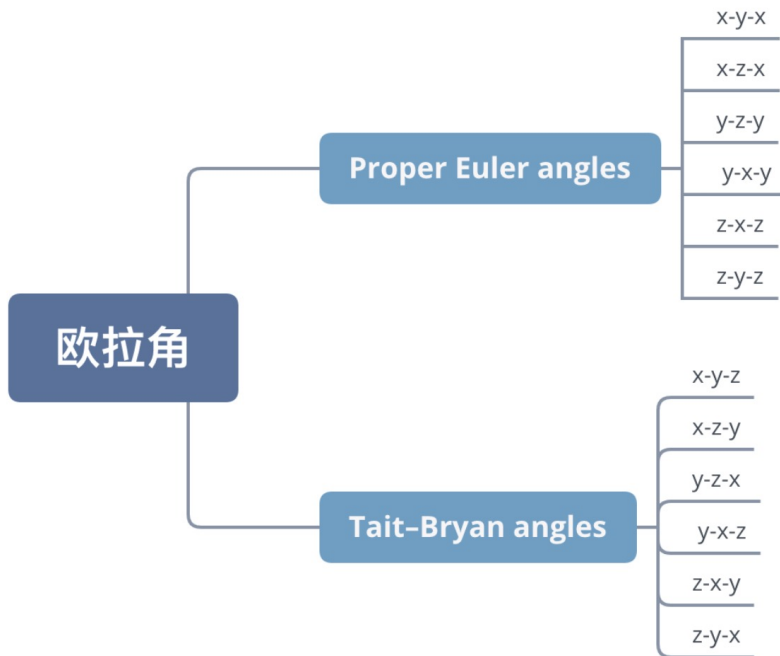 x-y-x
x-z-x
y-z-y
Proper Euler angles
y-x-y
z-x-z
z-y-z
欧拉角
x-y-z
x-z-y
y-z-x
Tait–Bryan angles
y-x-z
z-x-y
z-y-x